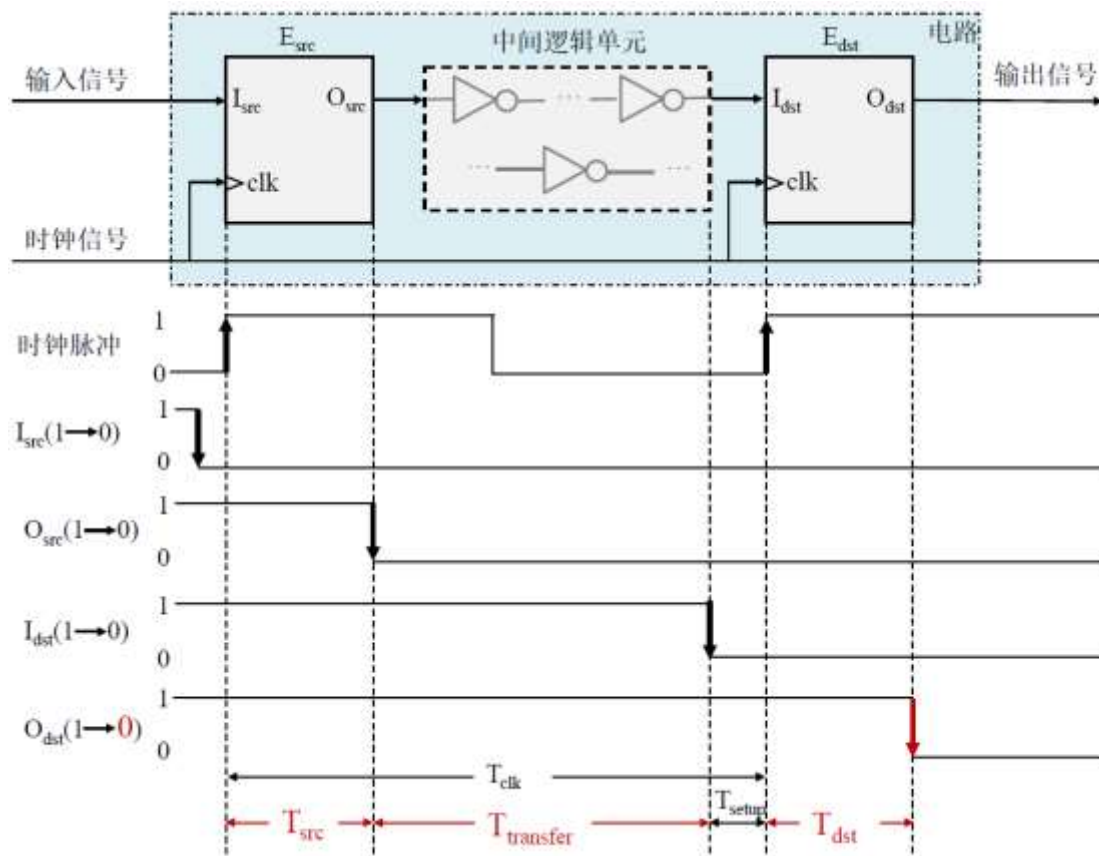 E_src 中间逻辑单元 E_dst 电路
输入信号 I_src O_src ··· I_dst O_dst 输出信号
··· ···
clk clk
时钟信号
时钟脉冲 1
0
I_src(1→0) 1
0
O_src(1→0) 1
0
I_dst(1→0) 1
0
O_dst(1→0) 1
0
T_clk
T_src T_transfer T_setup T_dst